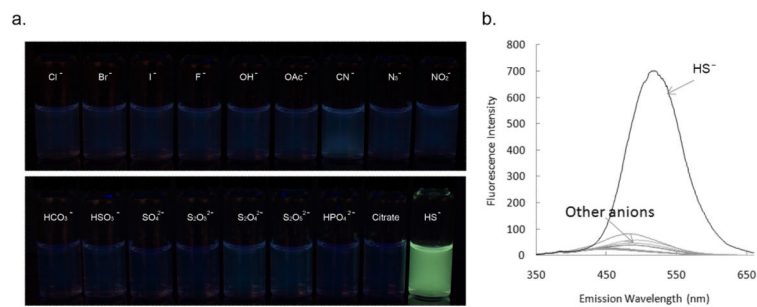 a.
Cl⁻ Br⁻ I⁻ F⁻ OH⁻ OAc⁻ CN⁻ N₃⁻ NO₂⁻
HCO₃⁻ HSO₃⁻ SO₄²⁻ S₂O₃²⁻ S₂O₄²⁻ S₂O₅²⁻ HPO₄²⁻ Citrate HS⁻
b.
800
700
600
500
400
300
200
100
0
Fluorescence Intensity
HS⁻
Other anions
350 450 550 650
Emission Wavelength (nm)